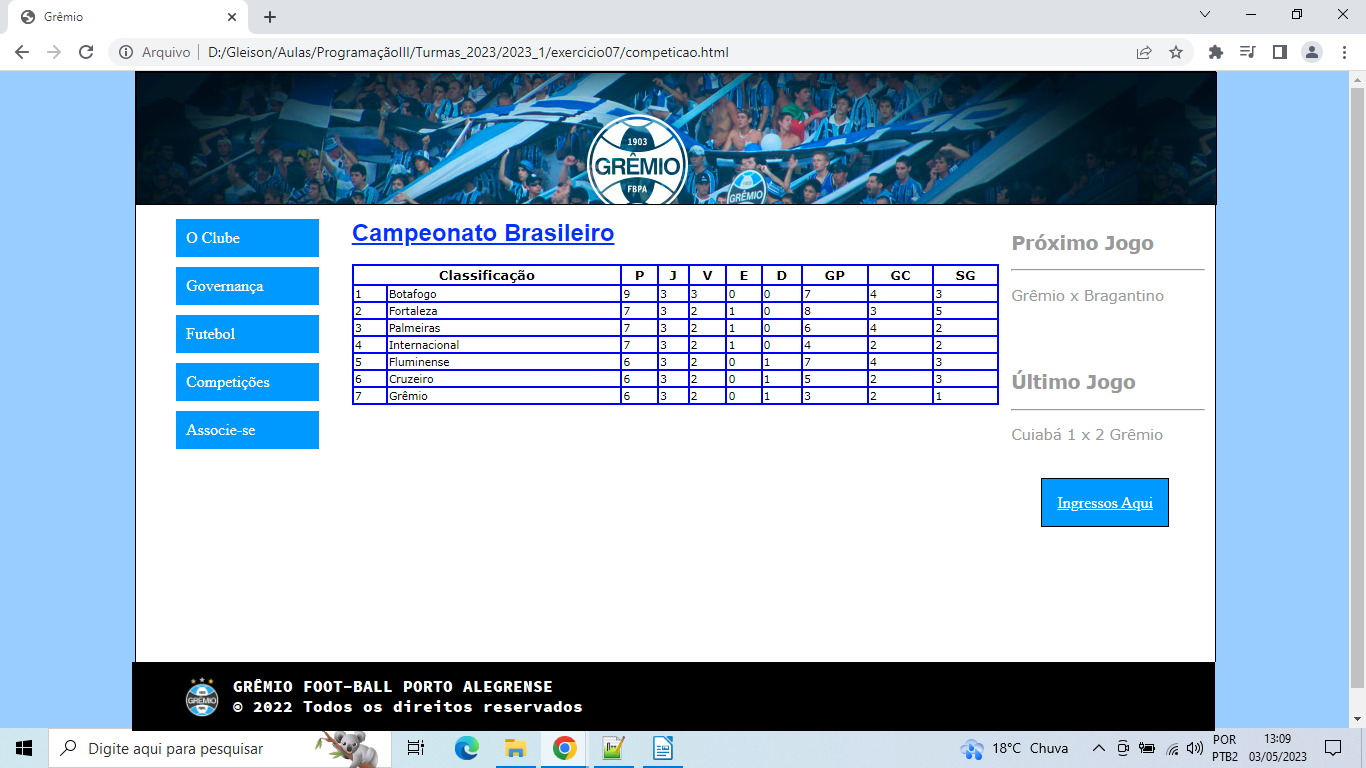 Grêmio
Arquivo D:/Gleison/Aulas/ProgramaçãoIII/Turmas_2023/2023_1/exercicio07/competicao.html
1903
GRÊMIO
FBPA
GRÊMIO
O Clube
Governança
Futebol
Competições
Associe-se
Campeonato Brasileiro
Classificação P J V E D GP GC SG
1 Botafogo 9 3 3 0 0 7 4 3
2 Fortaleza 7 3 2 1 0 8 3 5
3 Palmeiras 7 3 2 1 0 6 4 2
4 Internacional 7 3 2 1 0 4 2 2
5 Fluminense 6 3 2 0 1 7 4 3
6 Cruzeiro 6 3 2 0 1 5 2 3
7 Grêmio 6 3 2 0 1 3 2 1
Próximo Jogo
Grêmio x Bragantino
Último Jogo
Cuiabá 1 x 2 Grêmio
Ingressos Aqui
GRÊMIO
GRÊMIO FOOT-BALL PORTO ALEGRENSE
© 2022 Todos os direitos reservados
Digite aqui para pesquisar
18°C Chuva
POR
PTB2
13:09
03/05/2023